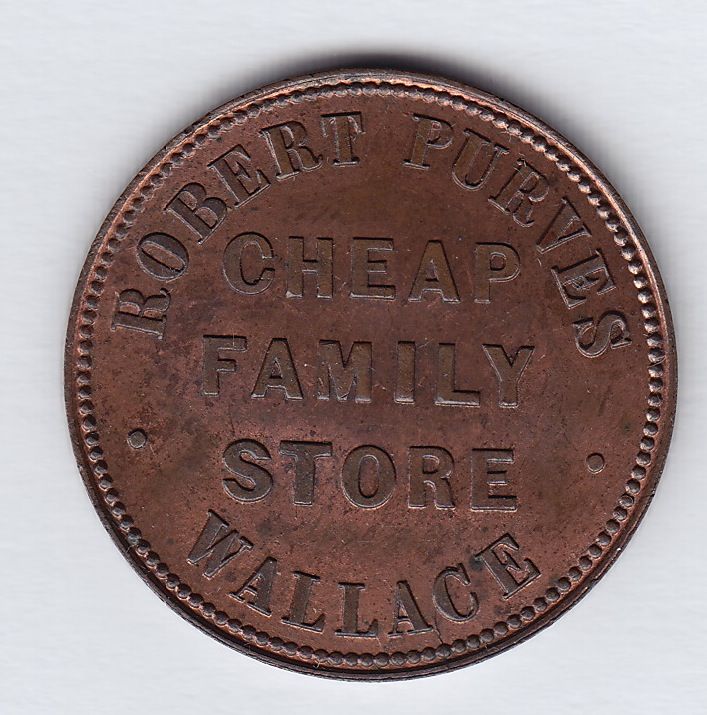 ROBERT PURVES
CHEAP
FAMILY
STORE
WALLACE